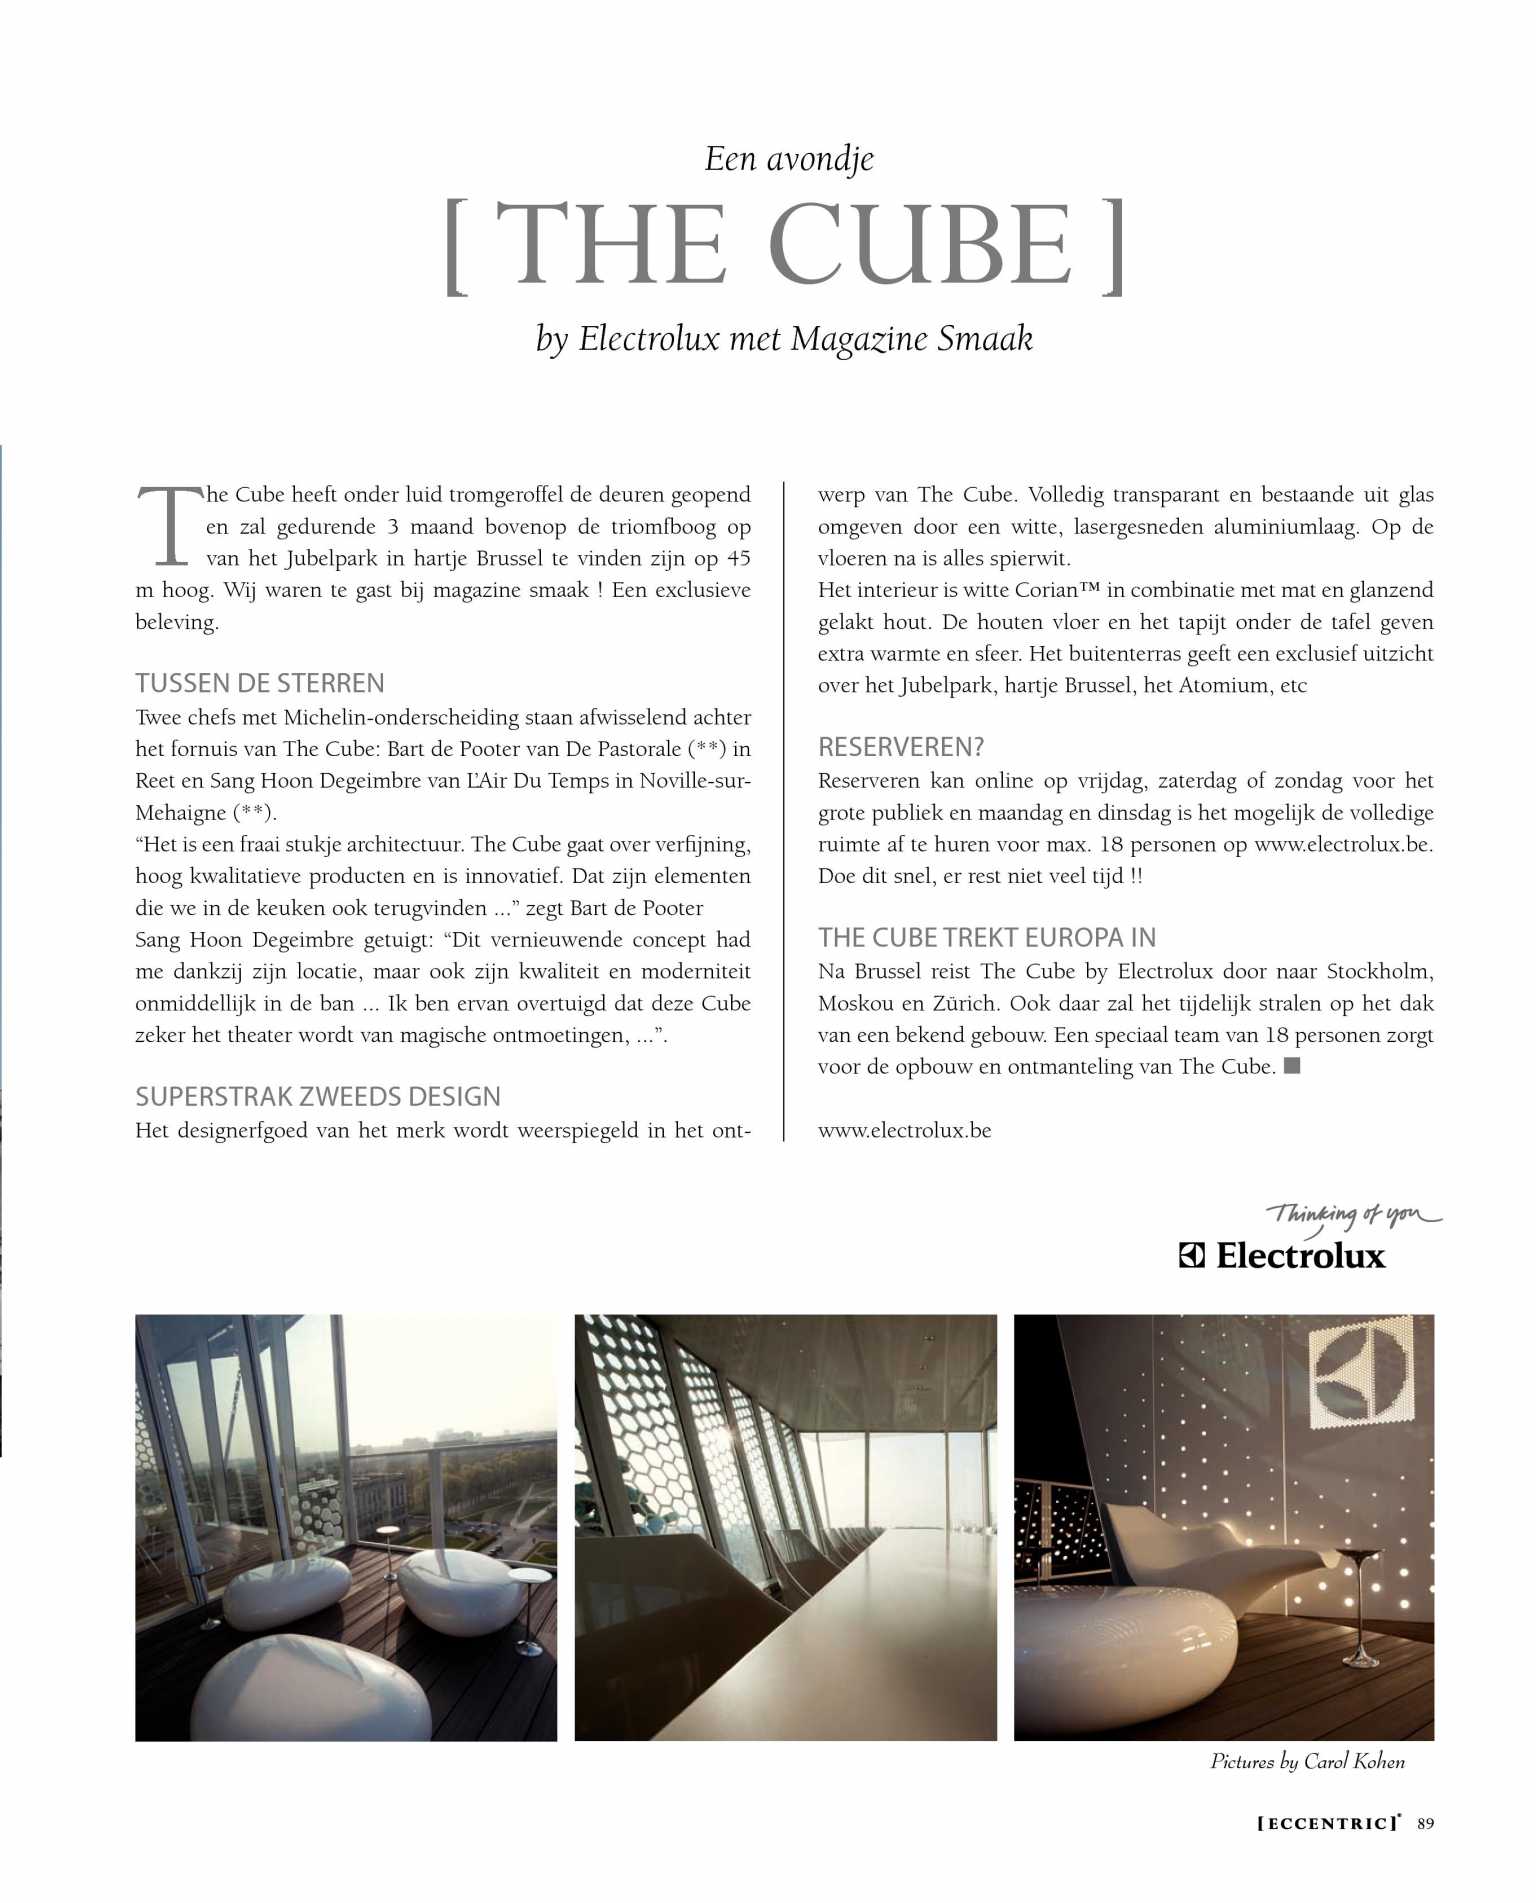 Een avondje
[ THE CUBE ]
by Electrolux met Magazine Smaak
The Cube heeft onder luid tromgeroffel de deuren geopend
en zal gedurende 3 maand bovenop de triomfboog op
van het Jubelpark in hartje Brussel te vinden zijn op 45
m hoog. Wij waren te gast bij magazine smaak ! Een exclusieve
beleving.
TUSSEN DE STERREN
Twee chefs met Michelin-onderscheiding staan afwisselend achter
het fornuis van The Cube: Bart de Pooter van De Pastorale (**) in
Reet en Sang Hoon Degeimbre van L'Air Du Temps in Noville-sur-
Mehaigne (**).
“Het is een fraai stukje architectuur. The Cube gaat over verfijning,
hoog kwalitatieve producten en is innovatief. Dat zijn elementen
die we in de keuken ook terugvinden ...” zegt Bart de Pooter
Sang Hoon Degeimbre getuigt: “Dit vernieuwende concept had
me dankzij zijn locatie, maar ook zijn kwaliteit en moderniteit
onmiddellijk in de ban ... Ik ben ervan overtuigd dat deze Cube
zeker het theater wordt van magische ontmoetingen, ...”.
SUPERSTRAK ZWEEDS DESIGN
Het designerfgoed van het merk wordt weerspiegeld in het ont-
werp van The Cube. Volledig transparant en bestaande uit glas
omgeven door een witte, lasergesneden aluminiumlaag. Op de
vloeren na is alles spierwit.
Het interieur is witte Corian™ in combinatie met mat en glanzend
gelakt hout. De houten vloer en het tapijt onder de tafel geven
extra warmte en sfeer. Het buitenterras geeft een exclusief uitzicht
over het Jubelpark, hartje Brussel, het Atomium, etc
RESERVEREN?
Reserveren kan online op vrijdag, zaterdag of zondag voor het
grote publiek en maandag en dinsdag is het mogelijk de volledige
ruimte af te huren voor max. 18 personen op www.electrolux.be.
Doe dit snel, er rest niet veel tijd !!
THE CUBE TREKT EUROPA IN
Na Brussel reist The Cube by Electrolux door naar Stockholm,
Moskou en Zürich. Ook daar zal het tijdelijk stralen op het dak
van een bekend gebouw. Een speciaal team van 18 personen zorgt
voor de opbouw en ontmanteling van The Cube. ■
www.electrolux.be
Thinking of you
Electrolux
Pictures by Carol Kohen
[ECCENTRIC]* 89